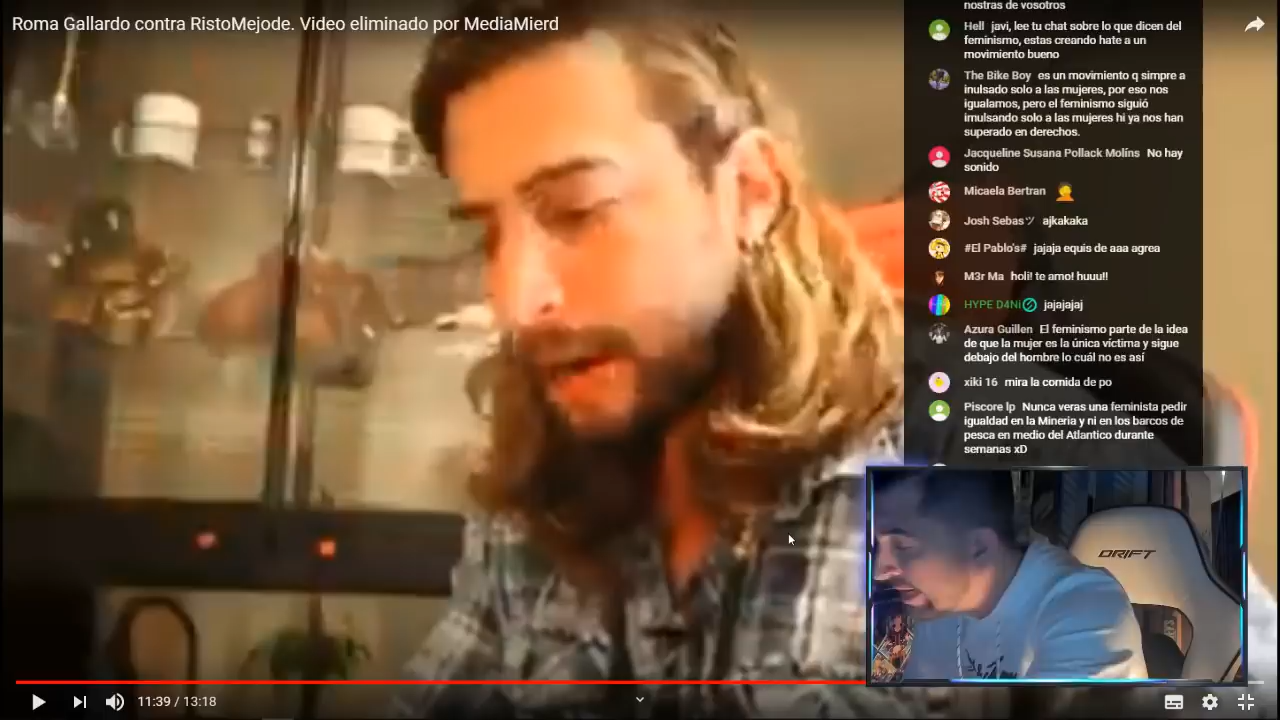 Roma Gallardo contra RistoMejode. Video eliminado por MediaMierd
nostras de vosotros
Hell javi, lee tu chat sobre lo que dicen del
feminismo, estas creando hate a un
movimiento bueno
The Bike Boy es un movimiento q simpre a
inulsado solo a las mujeres, por eso nos
igualamos, pero el feminismo siguió
imulsando solo a las mujeres hi ya nos han
superado en derechos.
Jacqueline Susana Pollack Molíns No hay
sonido
Micaela Bertran
Josh Sebasツ ajkakaka
#El Pablo's# jajaja equis de aaa agrea
M3r Ma holi! te amo! huuu!!
HYPE D4Ni jajajajaj
Azura Guillen El feminismo parte de la idea
de que la mujer es la única víctima y sigue
debajo del hombre lo cuál no es así
xiki 16 mira la comida de po
Piscore lp Nunca veras una feminista pedir
igualdad en la Mineria y ni en los barcos de
pesca en medio del Atlantico durante
semanas xD
DRIFT
11:39 / 13:18